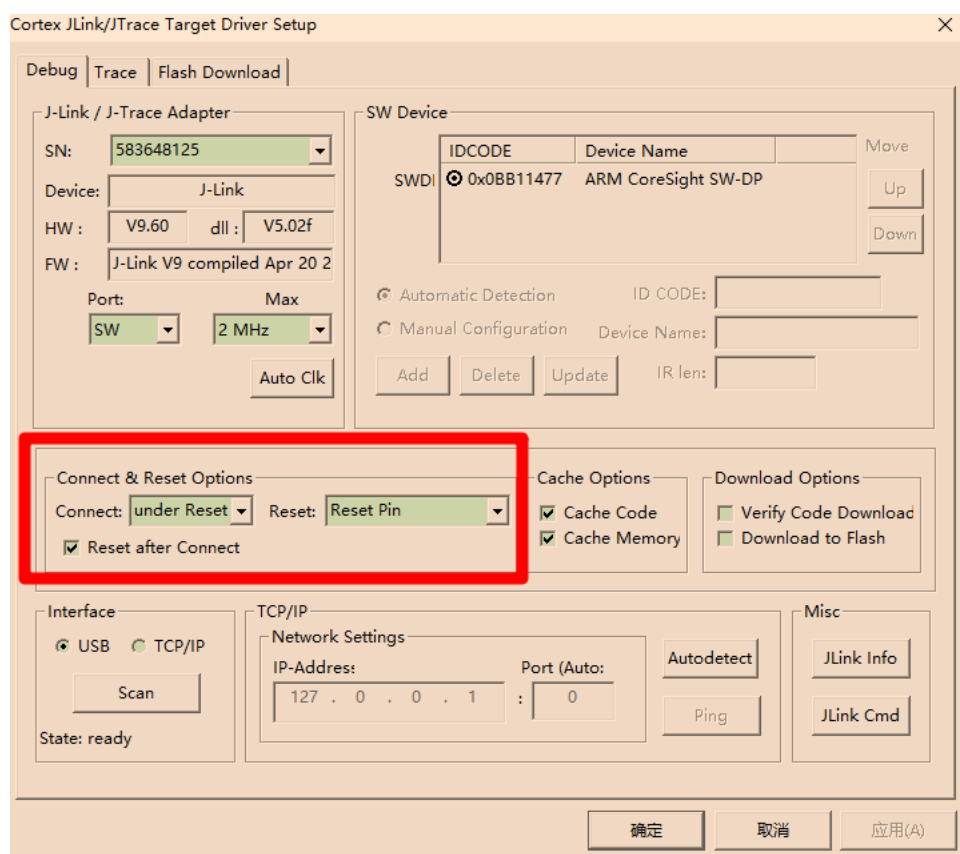 Cortex JLink/JTrace Target Driver Setup
Debug Trace Flash Download
J-Link / J-Trace Adapter
SN: 583648125
Device: J-Link
HW : V9.60 dll : V5.02f
FW : J-Link V9 compiled Apr 20 2
Port: Max
SW 2 MHz
Auto Clk
SW Device
IDCODE Device Name Move
SWDI 0x0BB11477 ARM CoreSight SW-DP
Up
Down
Automatic Detection ID CODE:
Manual Configuration Device Name:
Add Delete Update IR len:
Connect & Reset Options
Connect: under Reset Reset: Reset Pin
Reset after Connect
Cache Options
Cache Code
Cache Memory
Download Options
Verify Code Download
Download to Flash
Interface
USB TCP/IP
Scan
State: ready
TCP/IP
Network Settings
IP-Address: Port (Auto:
127 . 0 . 0 . 1 : 0
Autodetect
Ping
Misc
JLink Info
JLink Cmd
确定 取消 应用(A)